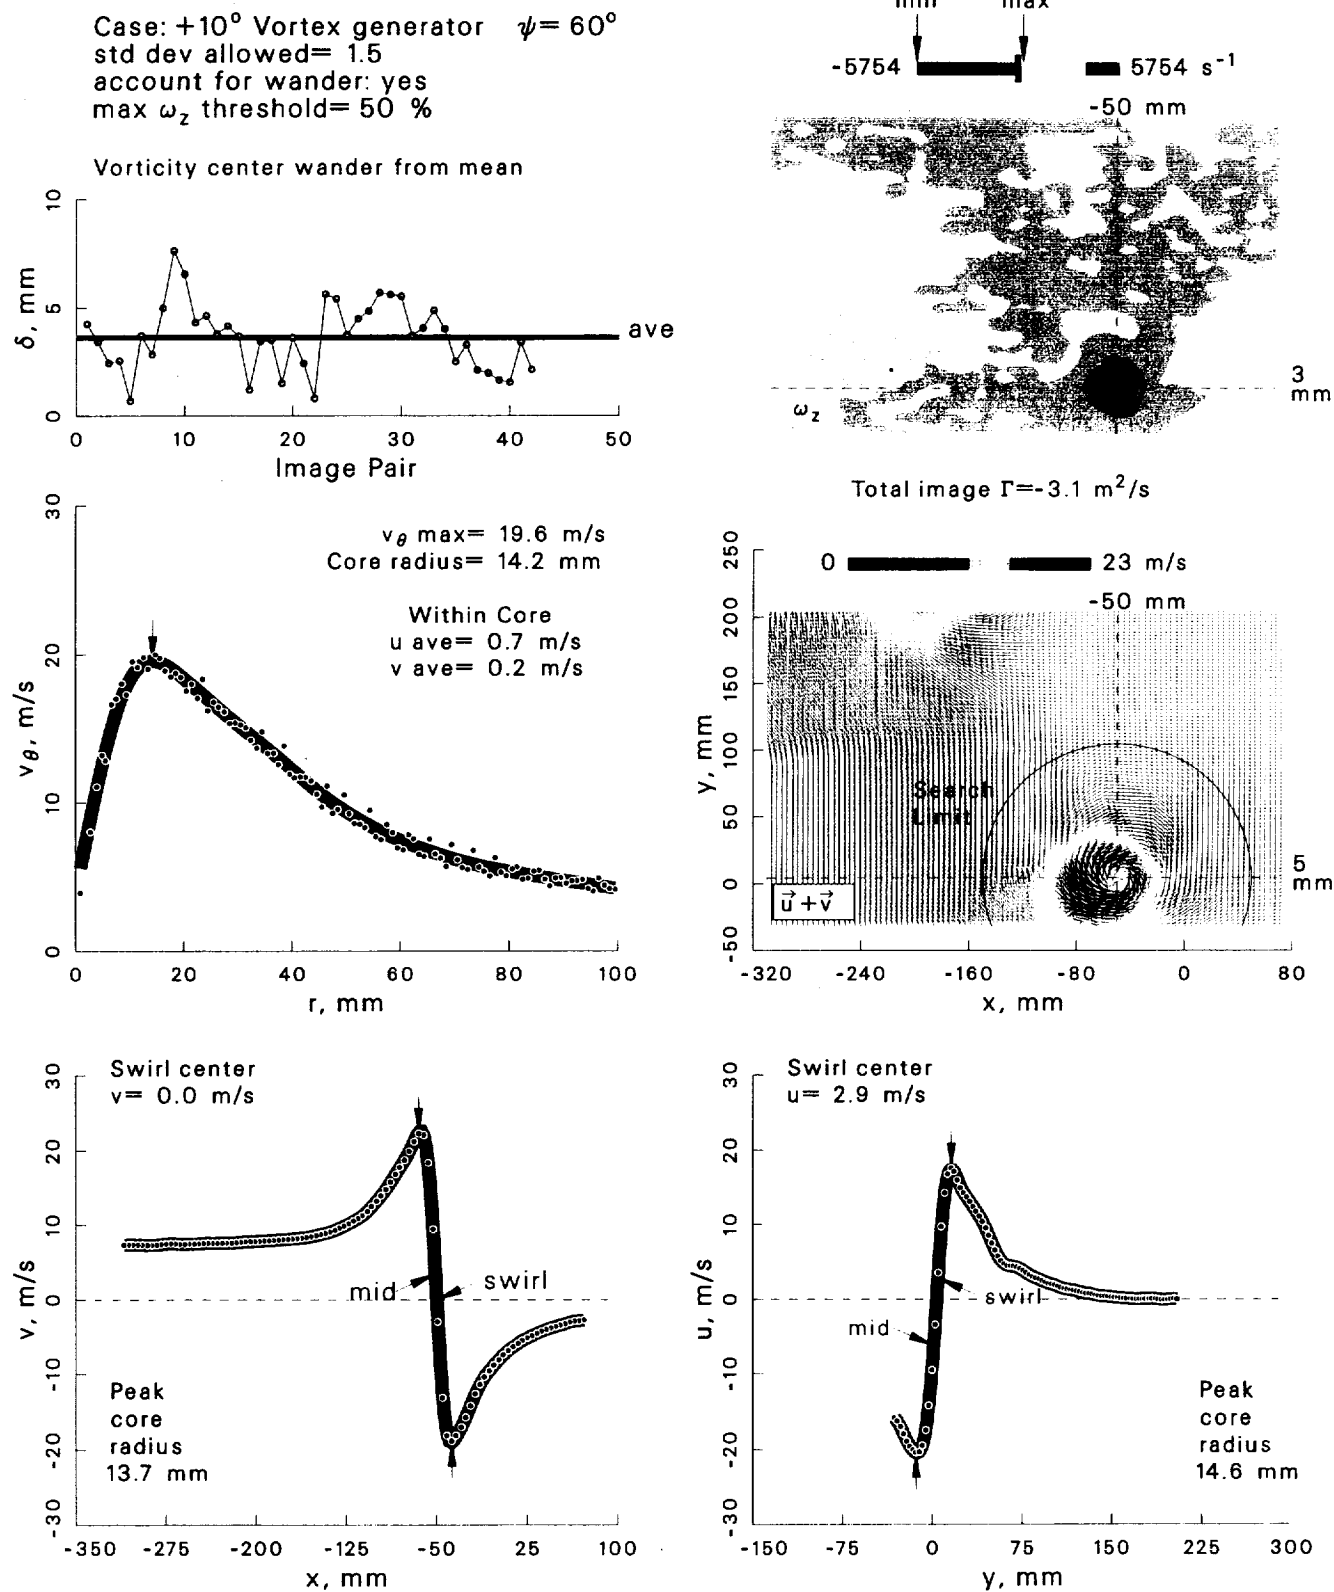 Case: +10° Vortex generator ψ= 60°
std dev allowed= 1.5
account for wander: yes
max ω_z threshold= 50 %
min max
-5754 5754 s⁻¹
-50 mm
3
mm
ω_z
Total image Γ=-3.1 m²/s
Vorticity center wander from mean
δ, mm
10
5
0
ave
0 10 20 30 40 50
Image Pair
v_θ, m/s
30
20
10
0
v_θ max= 19.6 m/s
Core radius= 14.2 mm
Within Core
u ave= 0.7 m/s
v ave= 0.2 m/s
0 20 40 60 80 100
r, mm
0 23 m/s
-50 mm
y, mm
250
200
150
100
50
0
-50
Search
Limit
u⃗+v⃗
5
mm
-320 -240 -160 -80 0 80
x, mm
Swirl center
v= 0.0 m/s
v, m/s
30
20
10
0
-10
-20
-30
mid
swirl
Peak
core
radius
13.7 mm
-350 -275 -200 -125 -50 25 100
x, mm
Swirl center
u= 2.9 m/s
u, m/s
30
20
10
0
-10
-20
-30
swirl
mid
Peak
core
radius
14.6 mm
-150 -75 0 75 150 225 300
y, mm